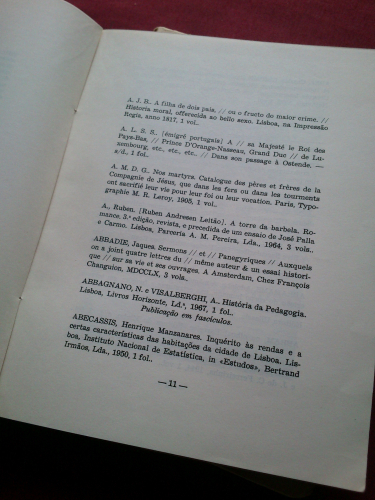 A. J. B. A filha de dois pais, // ou o fructo do maior crime. //
Historia moral, offerecida ao bello sexo. Lisboa, na Impressão
Regia, anno 1817, 1 vol..
A. L. S. S., [émigré portugais] A // sa Majesté le Roi des
Pays-Bas, // Prince D'Orange-Nasseau, Grand Duc // de Lu-
xembourg, etc., etc., etc., // Dans son passage à Ostende, —
s/d., 1 fol..
A. M. D. G., Nos martyrs. Catalogue des pères et frères de la
Compagnie de Jésus, que dans les fers ou dans les tourments
ont sacrifié leur vie pour leur foi ou leur vocation. Paris, Typo-
graphie M. R. Leroy, 1905, 1 vol..
A., Ruben. [Ruben Andresen Leitão]. A torre da barbela. Ro-
mance. 3.ª edição, revista, e precedida de um ensaio de José Palla
e Carmo. Lisboa, Parceria A. M. Pereira, Lda., 1964, 3 vols..
ABBADIE, Jaques Sermons // et // Panegyriques // Auxquels
on a joint quatre lettres du // même auteur & un essai histori-
que // sur sa vie et ses ouvrages. A Amsterdam, Chez François
Changuion, MDCCLX, 3 vols..
ABBAGNANO, N. e VISALBERGHI, A.. História da Pedagogia.
Lisboa, Livros Horizonte, Ld.ª, 1967, 1 fol..
Publicação em fascículos.
ABECASSIS, Henrique Manzanares. Inquérito às rendas e a
certas características das habitações da cidade de Lisboa. Lis-
boa. Instituto Nacional de Estatística, in «Estudos», Bertrand
Irmãos, Lda., 1950, 1 fol..
— 11 —